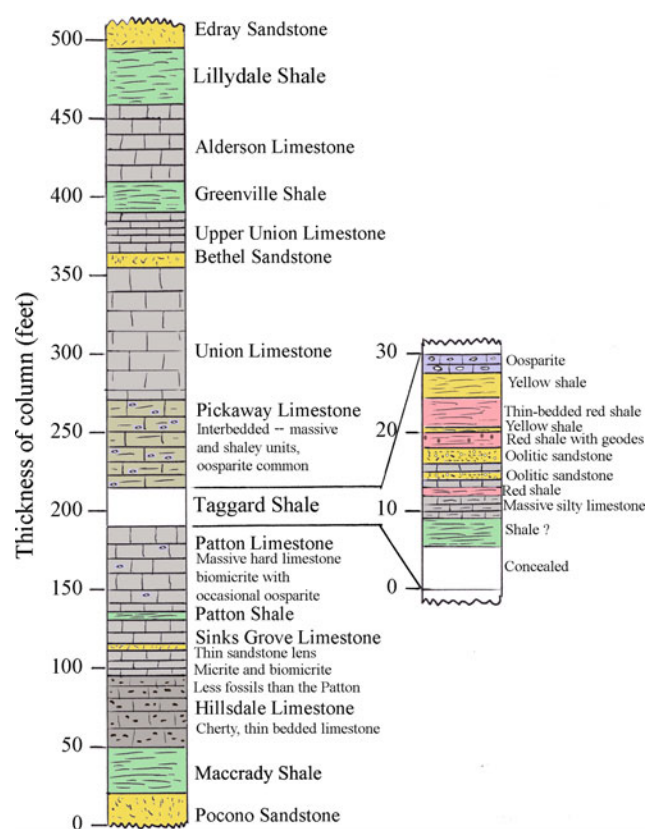 Thickness of column (feet)
500
450
400
350
300
250
200
150
100
50
0
Edray Sandstone
Lillydale Shale
Alderson Limestone
Greenville Shale
Upper Union Limestone
Bethel Sandstone
Union Limestone
Pickaway Limestone
Interbedded -- massive
and shaley units,
oosparite common
Taggard Shale
Patton Limestone
Massive hard limestone
biomicrite with
occasional oosparite
Patton Shale
Sinks Grove Limestone
Thin sandstone lens
Micrite and biomicrite
Less fossils than the Patton
Hillsdale Limestone
Cherty, thin bedded limestone
Maccrady Shale
Pocono Sandstone
30
20
10
0
Oosparite
Yellow shale
Thin-bedded red shale
Yellow shale
Red shale with geodes
Oolitic sandstone
Oolitic sandstone
Red shale
Massive silty limestone
Shale ?
Concealed